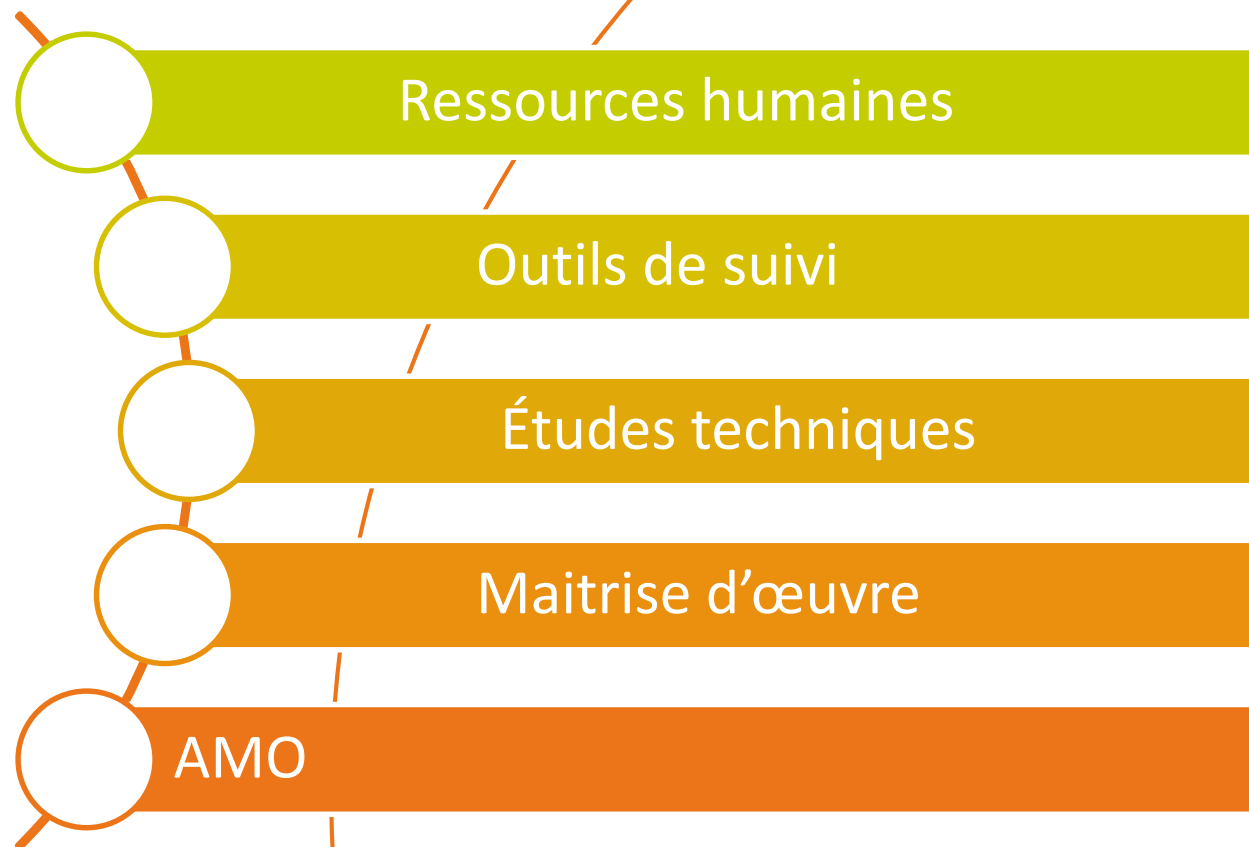 Ressources humaines
Outils de suivi
Études techniques
Maitrise d’œuvre
AMO